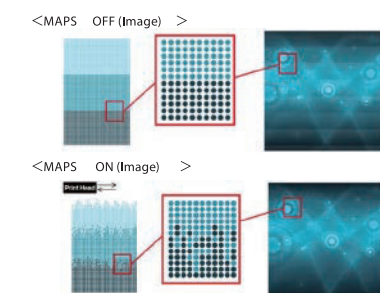 <MAPS OFF (Image) >
<MAPS ON (Image) >
Print Head